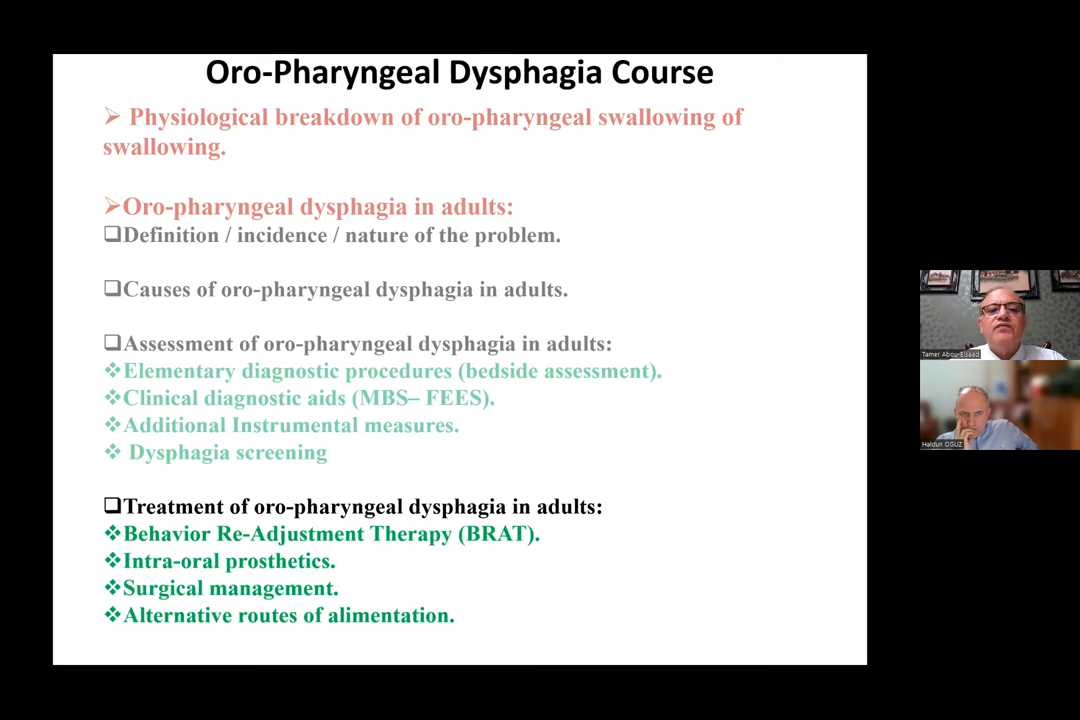 Oro-Pharyngeal Dysphagia Course
➢ Physiological breakdown of oro-pharyngeal swallowing of
swallowing.
➢Oro-pharyngeal dysphagia in adults:
❑Definition / incidence / nature of the problem.
❑Causes of oro-pharyngeal dysphagia in adults.
❑Assessment of oro-pharyngeal dysphagia in adults:
❖Elementary diagnostic procedures (bedside assessment).
❖Clinical diagnostic aids (MBS– FEES).
❖Additional Instrumental measures.
❖ Dysphagia screening
❑Treatment of oro-pharyngeal dysphagia in adults:
❖Behavior Re-Adjustment Therapy (BRAT).
❖Intra-oral prosthetics.
❖Surgical management.
❖Alternative routes of alimentation.
Tamer Abou-Elsaad
Haldun OGUZ